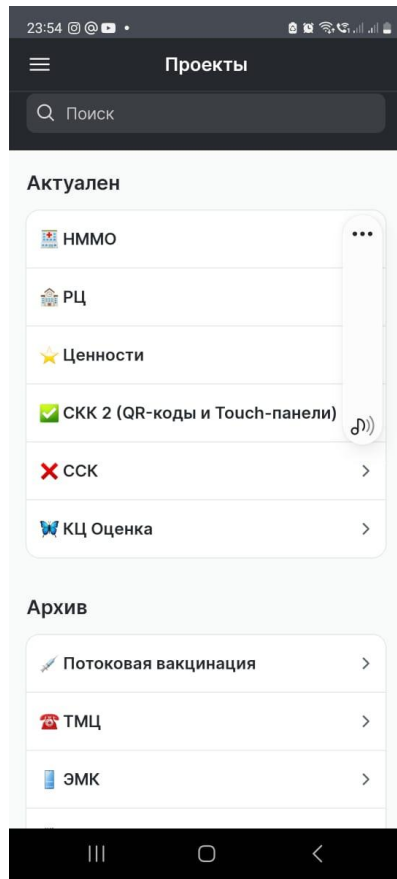 23:54
Проекты
Поиск
Актуален
НММО
РЦ
Ценности
СКК 2 (QR-коды и Touch-панели)
ССК
КЦ Оценка
Архив
Потоковая вакцинация
ТМЦ
ЭМК